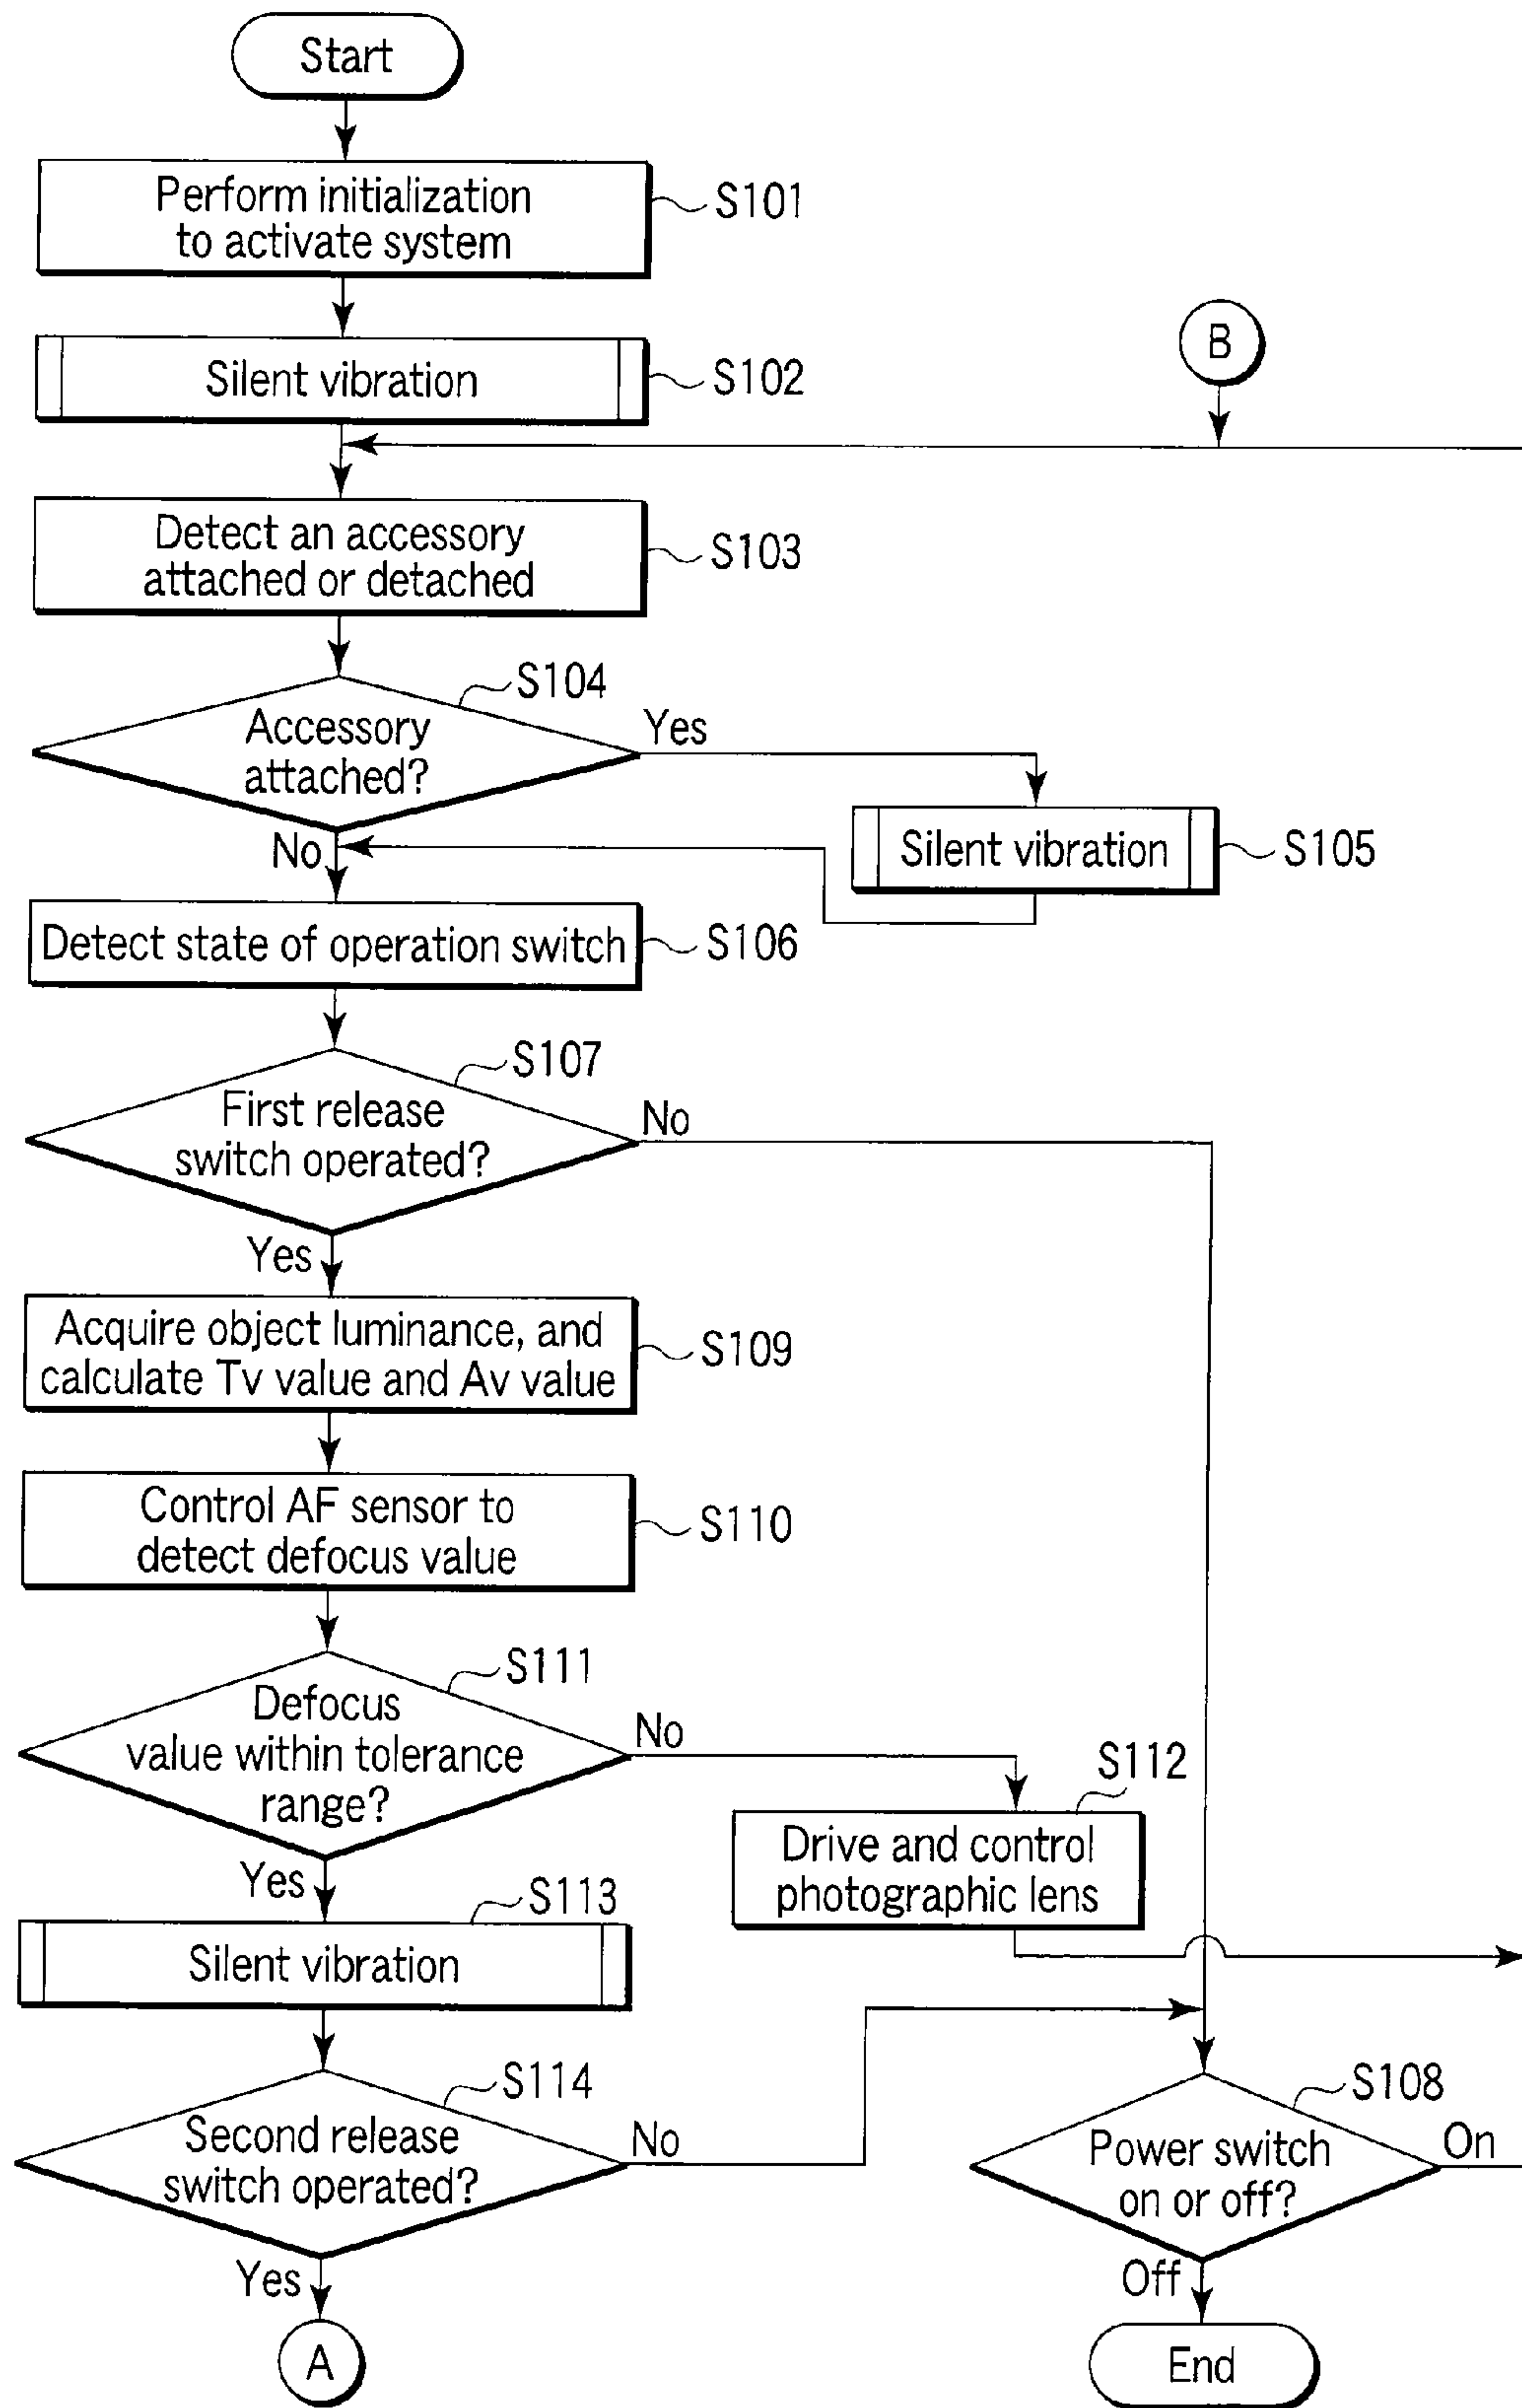 Start
Perform initialization
to activate system
S101
Silent vibration
S102
B
Detect an accessory
attached or detached
S103
S104
Accessory
attached?
Yes
No
Silent vibration
S105
Detect state of operation switch
S106
S107
First release
switch operated?
No
Yes
Acquire object luminance, and
calculate Tv value and Av value
S109
Control AF sensor to
detect defocus value
S110
S111
Defocus
value within tolerance
range?
No
Yes
S112
Drive and control
photographic lens
S113
Silent vibration
S114
Second release
switch operated?
No
Yes
A
S108
Power switch
on or off?
On
Off
End